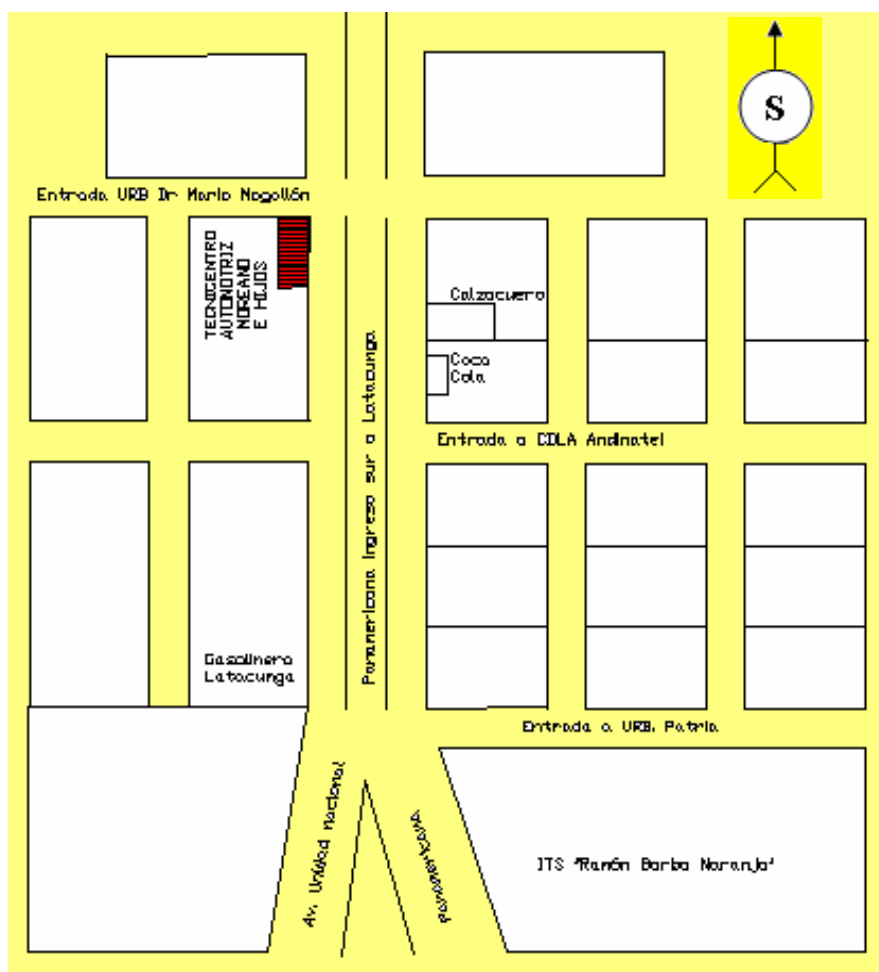 S
Entrada URB Dr Mario Mogollón
TECNICENTRO
AUTOMOTRIZ
NOREANO
E HIJOS
Calzacuero
Coca
Cola
Panamericana Ingreso sur a Latacunga
Entrada a CDLA Andinatel
Gasolinera
Latacunga
Entrada a URB. Patria
Av. Unidad nacional
panamericana
ITS "Ramón Barba Naranjo"